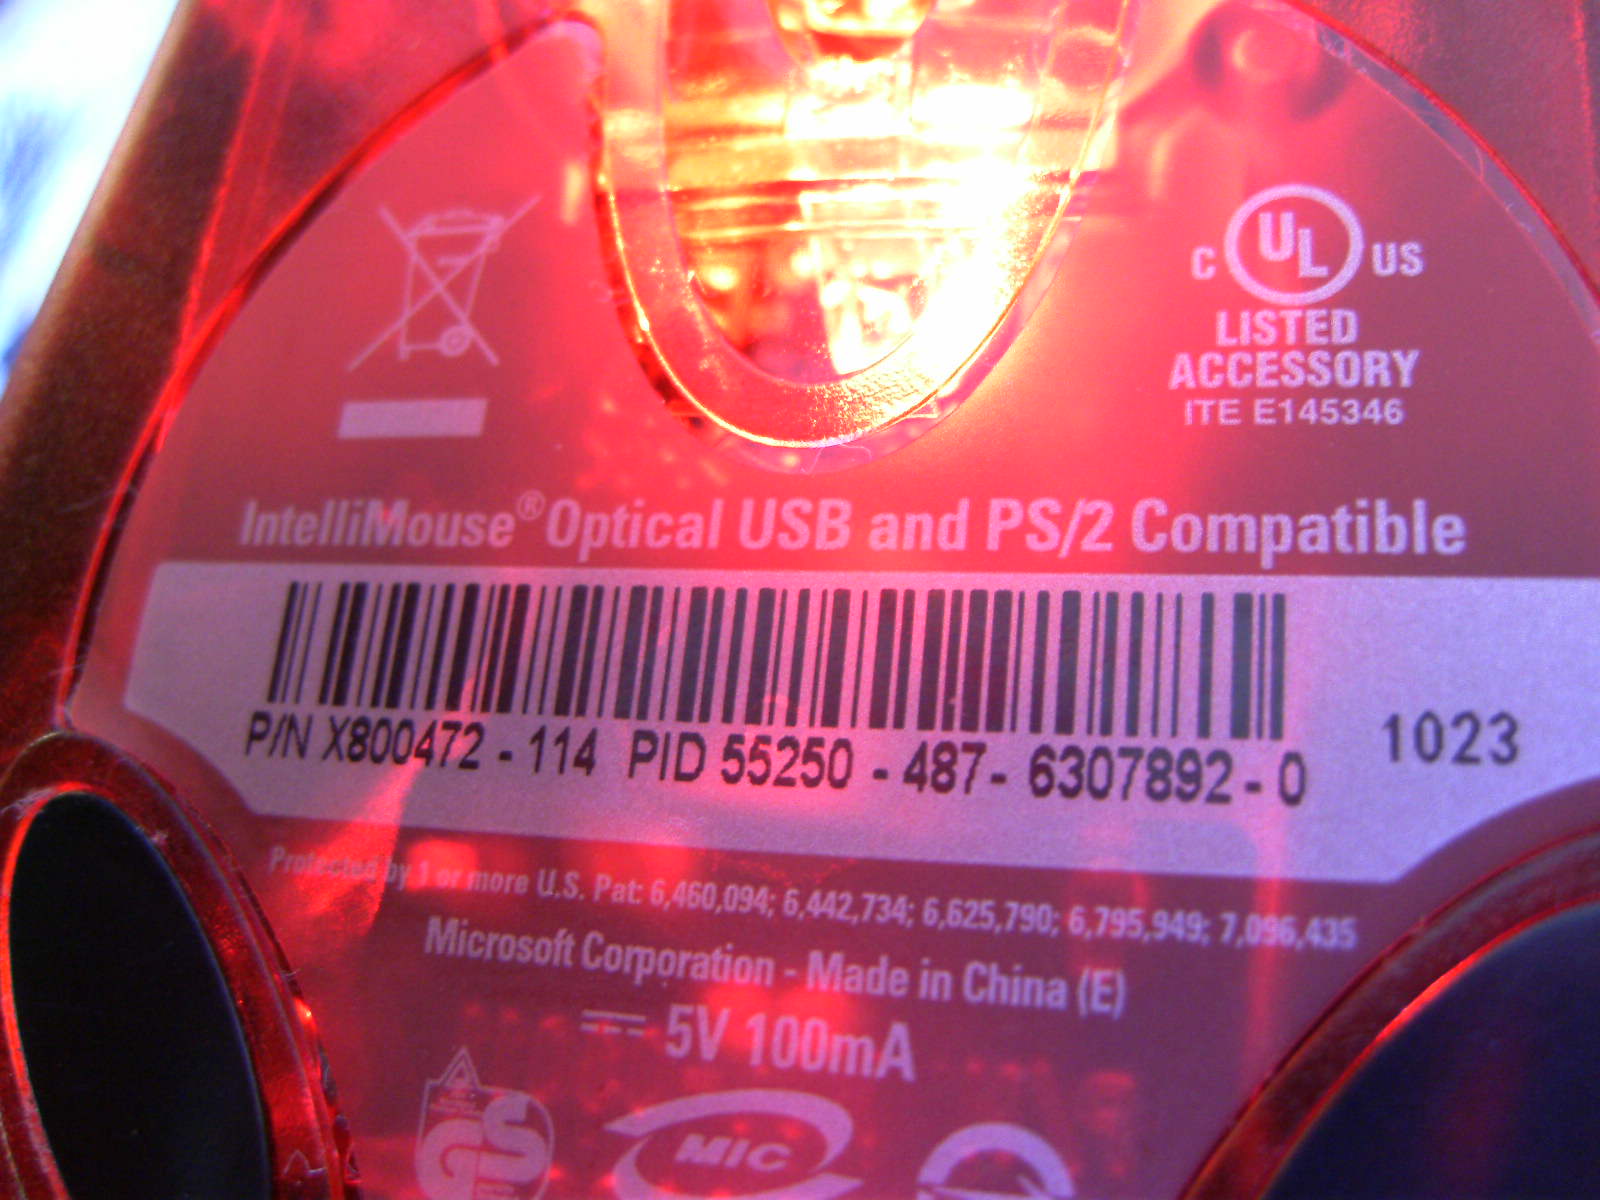 C UL US
LISTED
ACCESSORY
ITE E145346
IntelliMouse® Optical USB and PS/2 Compatible
P/N X800472 - 114 PID 55250 - 487 - 6307892 - 0 1023
Protected by 1 or more U.S. Pat: 6,460,094; 6,442,734; 6,625,790; 6,795,949; 7,096,435
Microsoft Corporation - Made in China (E)
5V 100mA
MIC